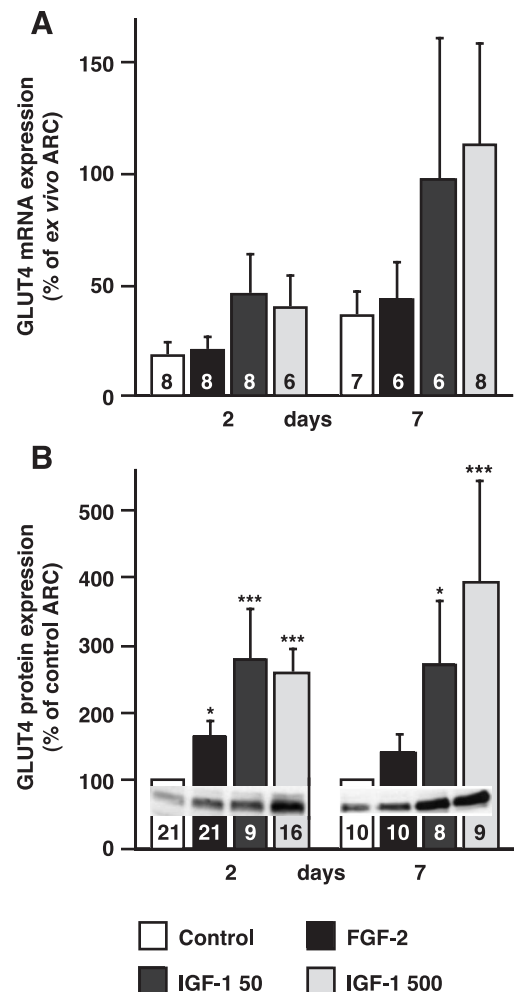 A
GLUT4 mRNA expression
(% of ex vivo ARC)
150
100
50
0
8 8 8 6 7 6 6 8
2 days 7
B
GLUT4 protein expression
(% of control ARC)
500
400
300
200
100
0
* *** *** * ***
21 21 9 16 10 10 8 9
2 days 7
Control FGF-2
IGF-1 50 IGF-1 500